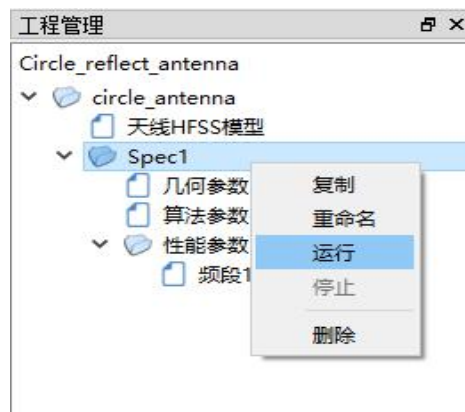 工程管理
Circle_reflect_antenna
circle_antenna
天线HFSS模型
Spec1
几何参数
算法参数
性能参数
频段1
复制
重命名
运行
停止
删除